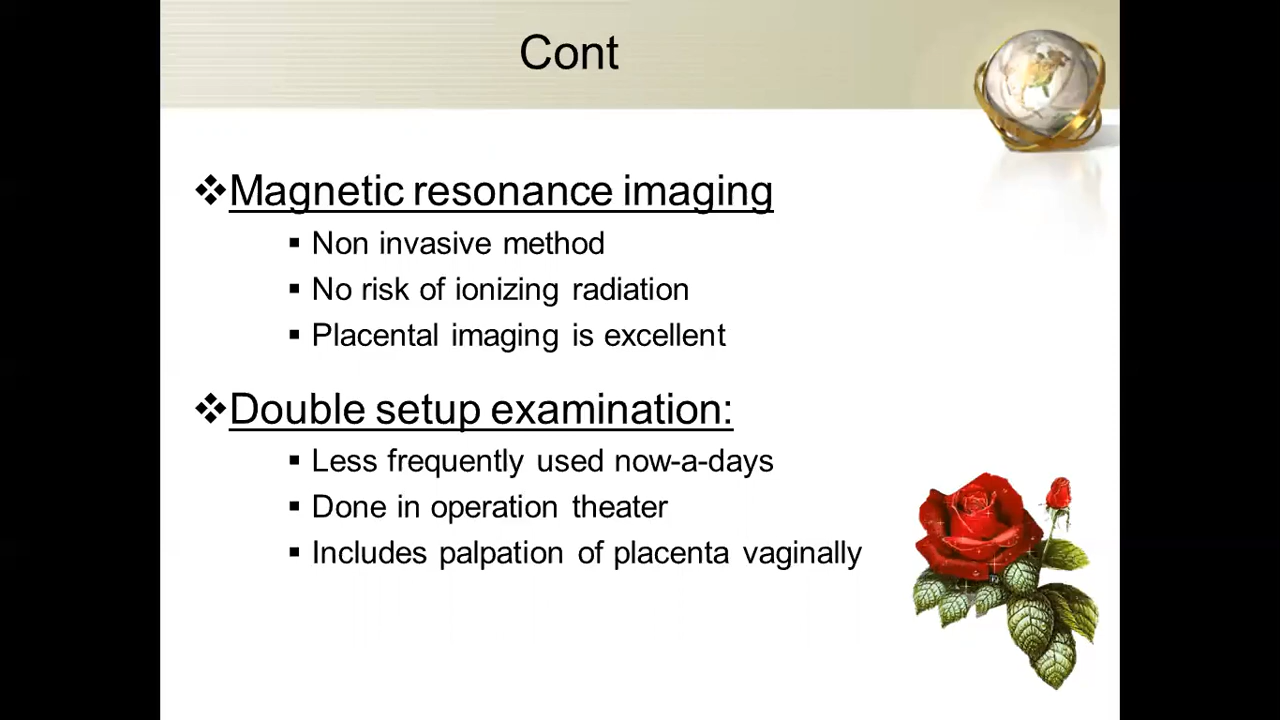 Cont
❖Magnetic resonance imaging
▪ Non invasive method
▪ No risk of ionizing radiation
▪ Placental imaging is excellent
❖Double setup examination:
▪ Less frequently used now-a-days
▪ Done in operation theater
▪ Includes palpation of placenta vaginally